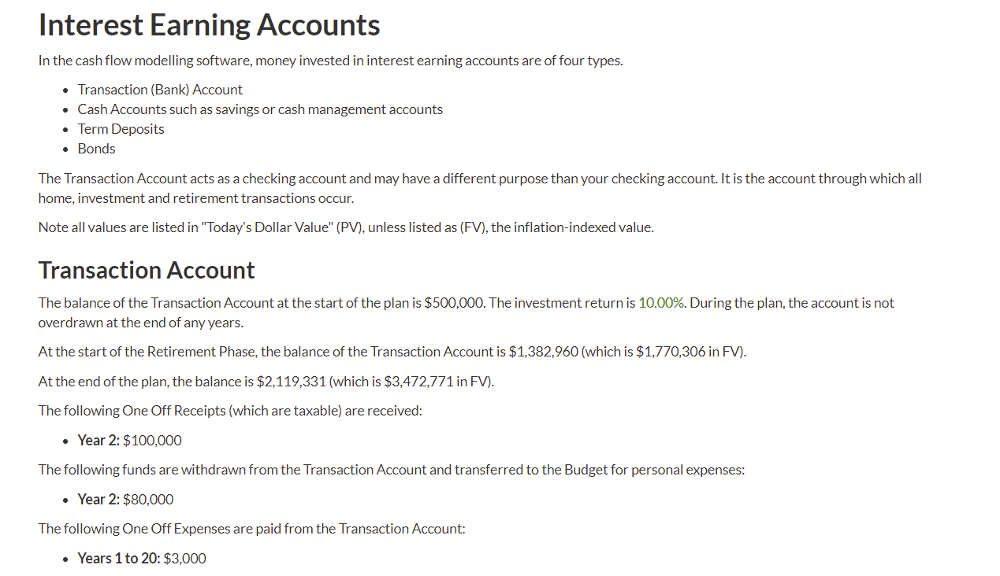 Interest Earning Accounts
In the cash flow modelling software, money invested in interest earning accounts are of four types.
• Transaction (Bank) Account
• Cash Accounts such as savings or cash management accounts
• Term Deposits
• Bonds
The Transaction Account acts as a checking account and may have a different purpose than your checking account. It is the account through which all
home, investment and retirement transactions occur.
Note all values are listed in "Today's Dollar Value" (PV), unless listed as (FV), the inflation-indexed value.
Transaction Account
The balance of the Transaction Account at the start of the plan is $500,000. The investment return is 10.00%. During the plan, the account is not
overdrawn at the end of any years.
At the start of the Retirement Phase, the balance of the Transaction Account is $1,382,960 (which is $1,770,306 in FV).
At the end of the plan, the balance is $2,119,331 (which is $3,472,771 in FV).
The following One Off Receipts (which are taxable) are received:
• Year 2: $100,000
The following funds are withdrawn from the Transaction Account and transferred to the Budget for personal expenses:
• Year 2: $80,000
The following One Off Expenses are paid from the Transaction Account:
• Years 1 to 20: $3,000